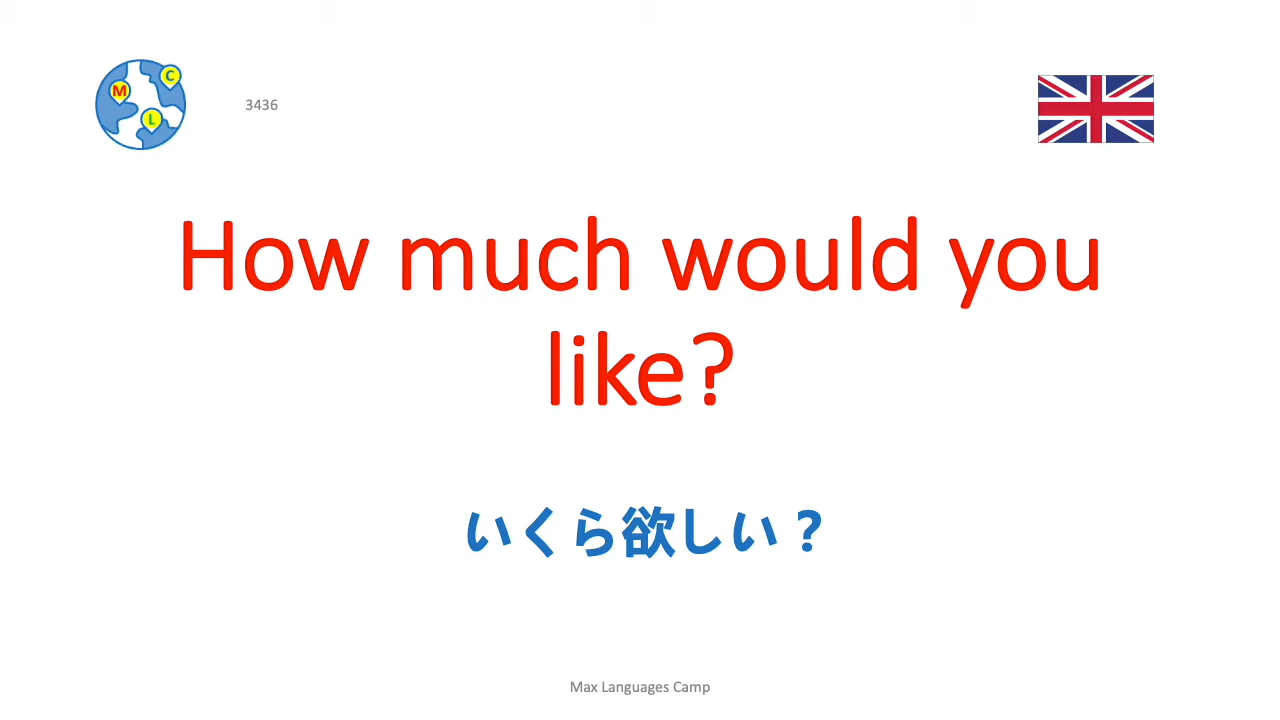 C
M
L
3436
How much would you
like?
いくら欲しい？
Max Languages Camp